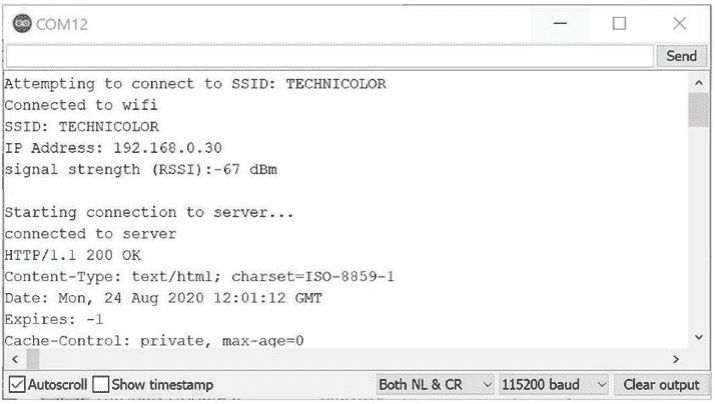 COM12
Send
Attempting to connect to SSID: TECHNICOLOR
Connected to wifi
SSID: TECHNICOLOR
IP Address: 192.168.0.30
signal strength (RSSI):-67 dBm
Starting connection to server...
connected to server
HTTP/1.1 200 OK
Content-Type: text/html; charset=ISO-8859-1
Date: Mon, 24 Aug 2020 12:01:12 GMT
Expires: -1
Cache-Control: private, max-age=0
Autoscroll Show timestamp Both NL & CR 115200 baud Clear output